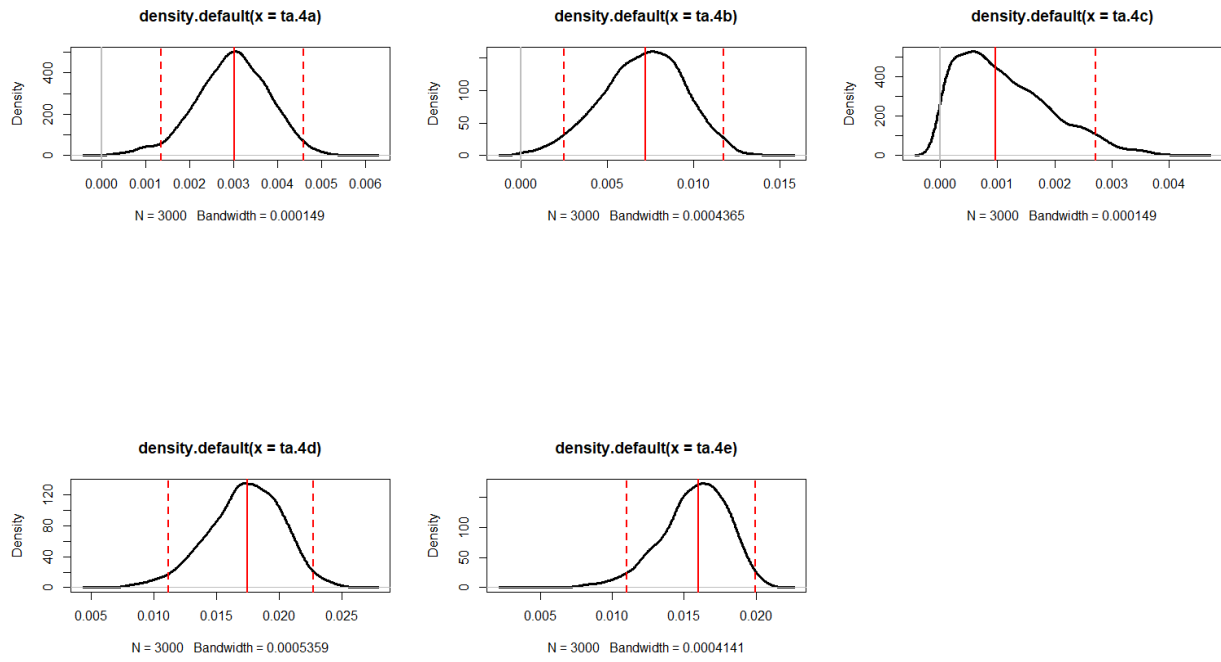 density.default(x = ta.4a)
Density
0 200 400
0.000 0.001 0.002 0.003 0.004 0.005 0.006
N = 3000 Bandwidth = 0.000149
density.default(x = ta.4b)
Density
0 50 100
0.000 0.005 0.010 0.015
N = 3000 Bandwidth = 0.0004365
density.default(x = ta.4c)
Density
0 200 400
0.000 0.001 0.002 0.003 0.004
N = 3000 Bandwidth = 0.000149
density.default(x = ta.4d)
Density
0 40 80 120
0.005 0.010 0.015 0.020 0.025
N = 3000 Bandwidth = 0.0005359
density.default(x = ta.4e)
Density
0 50 100
0.005 0.010 0.015 0.020
N = 3000 Bandwidth = 0.0004141